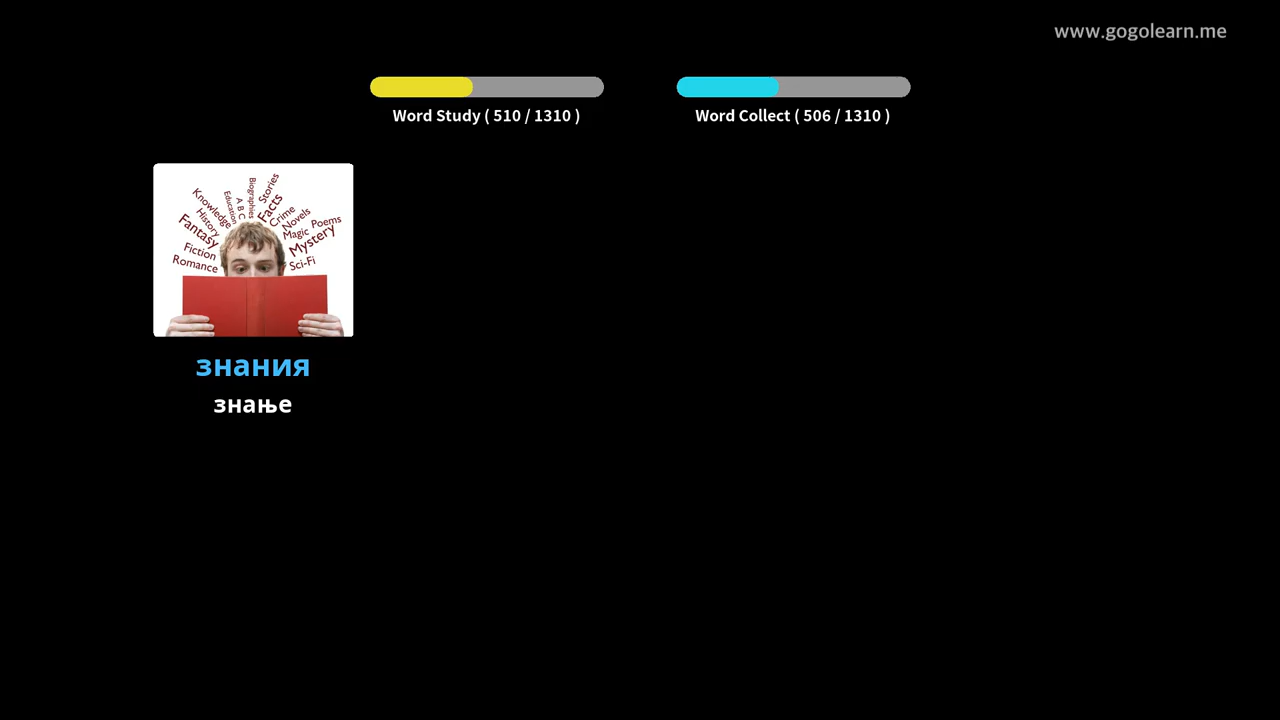 www.gogolearn.me
Word Study ( 510 / 1310 )
Word Collect ( 506 / 1310 )
Knowledge
History
Fantasy
Fiction
Romance
Education
A B C
Biographies
Stories
Facts
Crime
Novels
Magic
Poems
Mystery
Sci-Fi
знания
знање